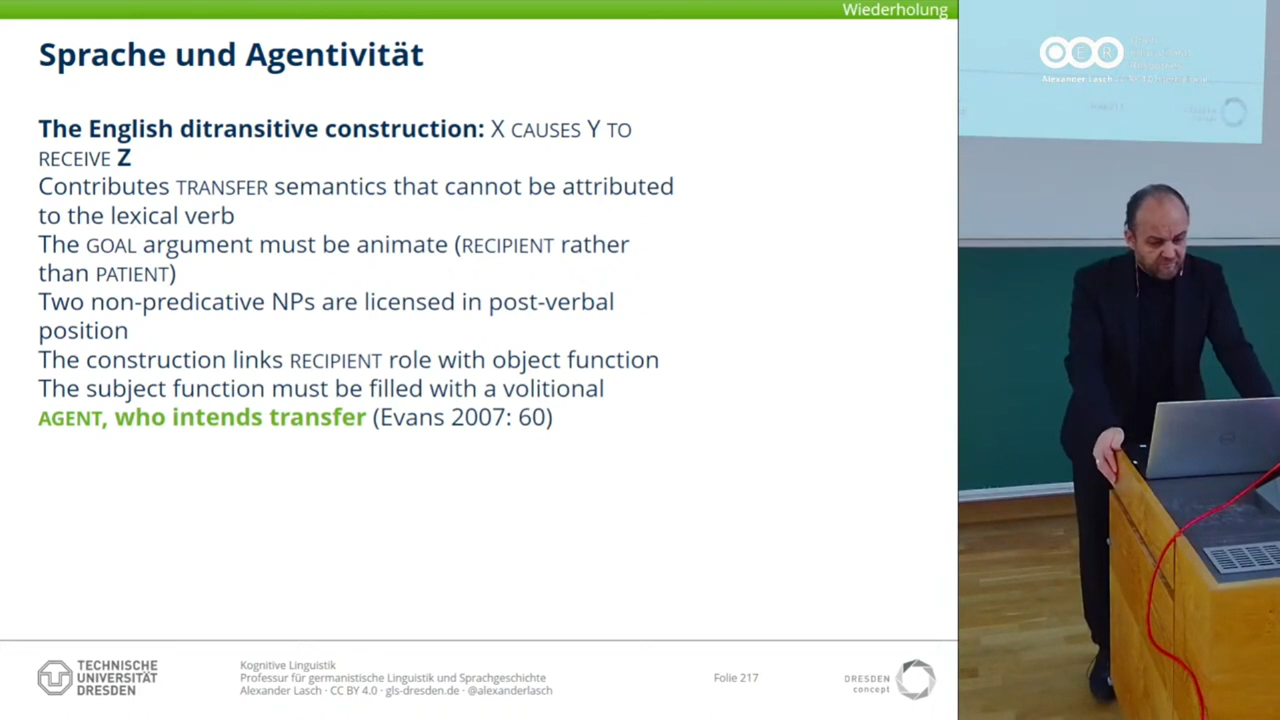 Wiederholung
Sprache und Agentivität
The English ditransitive construction: X CAUSES Y TO
RECEIVE Z
Contributes TRANSFER semantics that cannot be attributed
to the lexical verb
The GOAL argument must be animate (RECIPIENT rather
than PATIENT)
Two non-predicative NPs are licensed in post-verbal
position
The construction links RECIPIENT role with object function
The subject function must be filled with a volitional
AGENT, who intends transfer (Evans 2007: 60)
TECHNISCHE
UNIVERSITÄT
DRESDEN
Kognitive Linguistik
Professur für germanistische Linguistik und Sprachgeschichte
Alexander Lasch · CC BY 4.0 · gls-dresden.de · @alexanderlasch
Folie 217
DRESDEN
concept
OER
Alexander Lasch